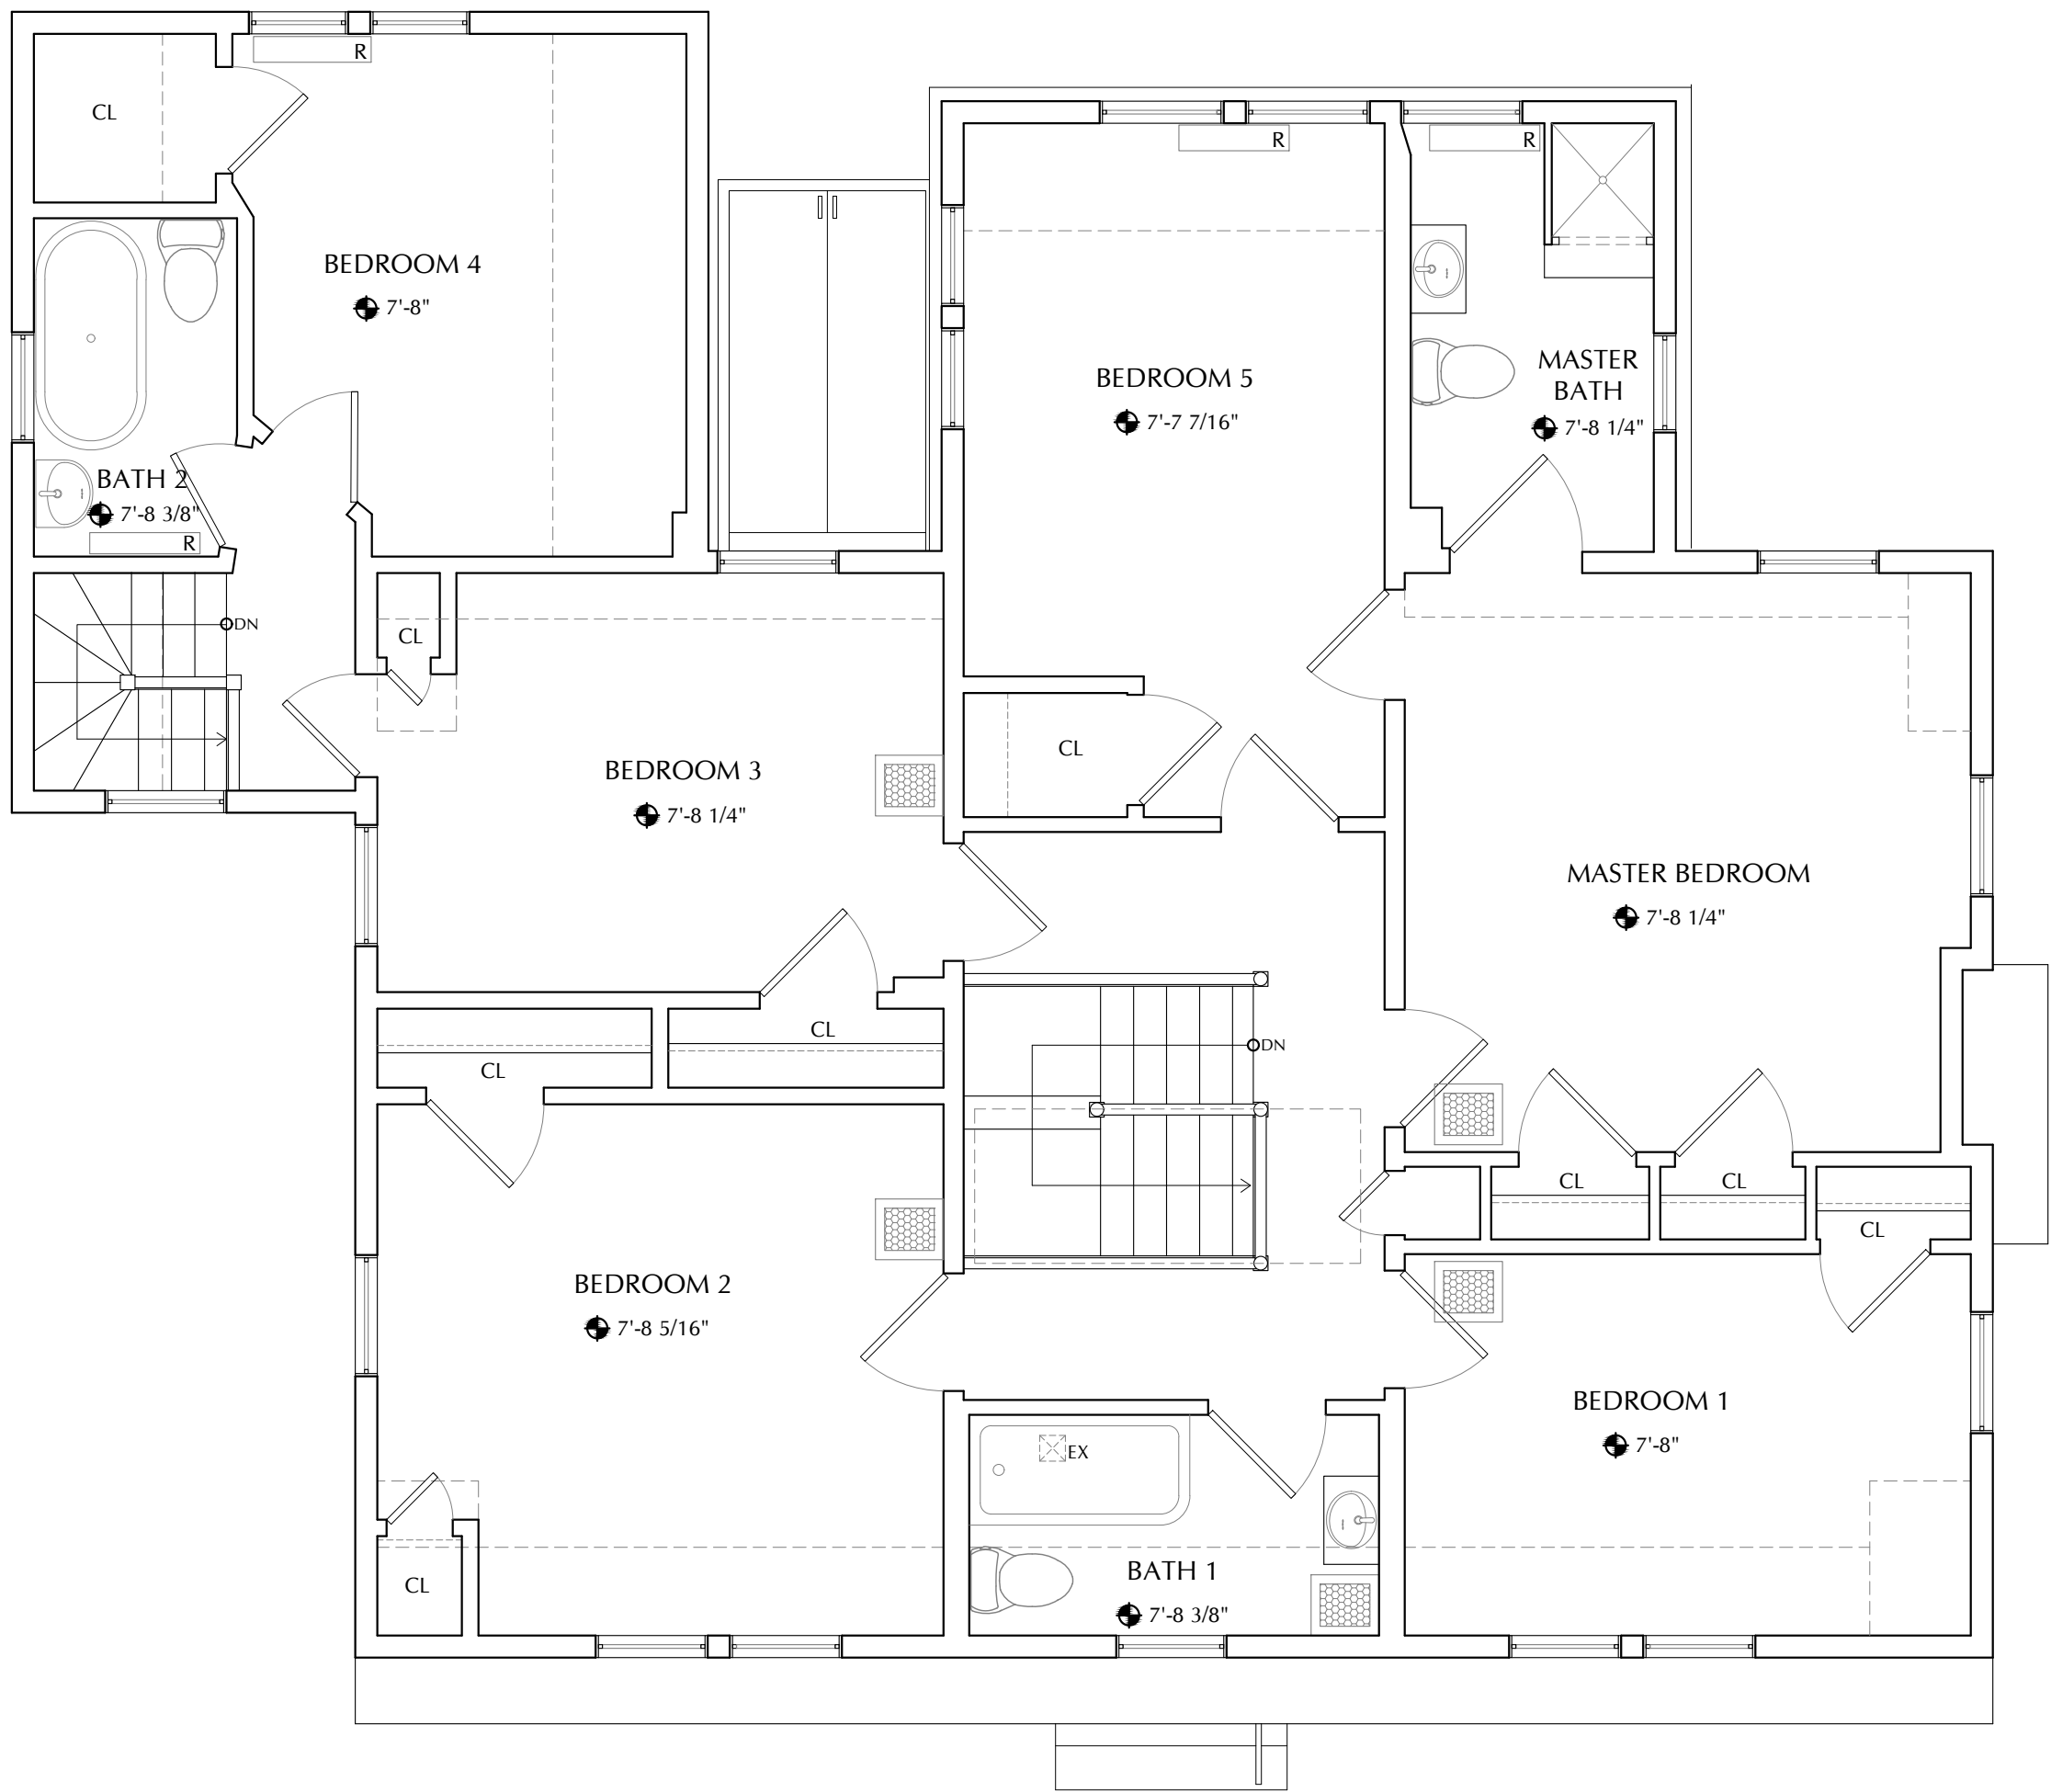 R
CL
BEDROOM 4
7'-8"
R
R
BEDROOM 5
7'-7 7/16"
MASTER
BATH
7'-8 1/4"
BATH 2
7'-8 3/8"
R
DN
CL
BEDROOM 3
7'-8 1/4"
CL
MASTER BEDROOM
7'-8 1/4"
CL
CL
DN
CL
CL
CL
BEDROOM 2
7'-8 5/16"
BEDROOM 1
7'-8"
EX
CL
BATH 1
7'-8 3/8"